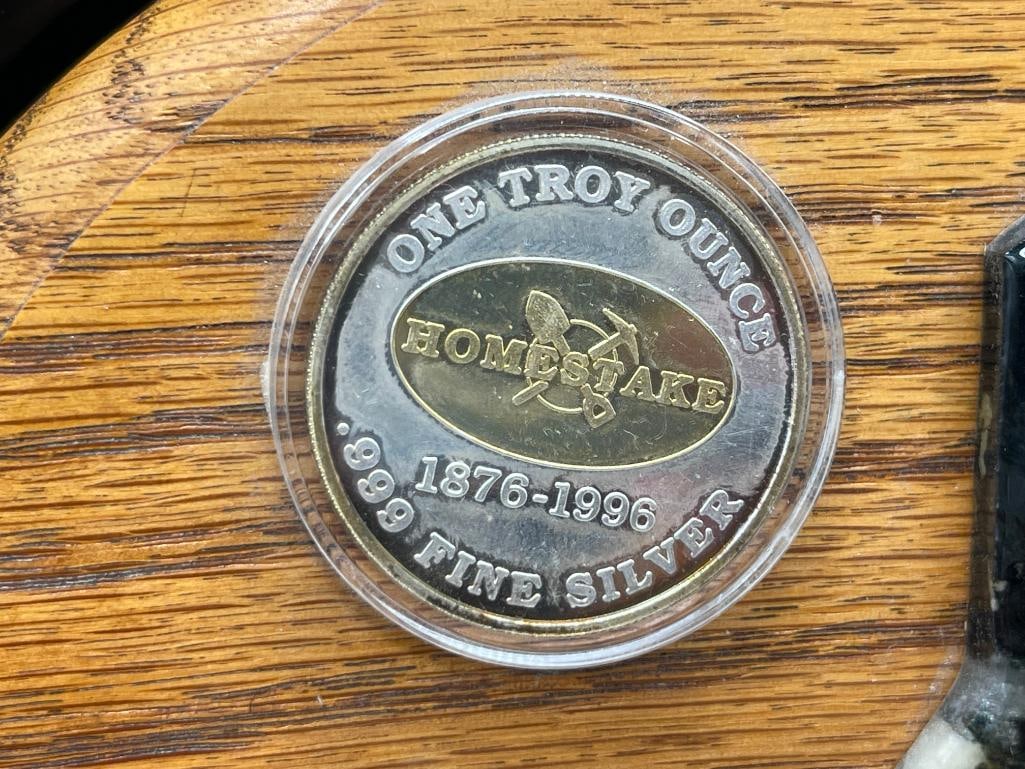 ONE TROY OUNCE
HOMESTAKE
1876-1996
.999 FINE SILVER